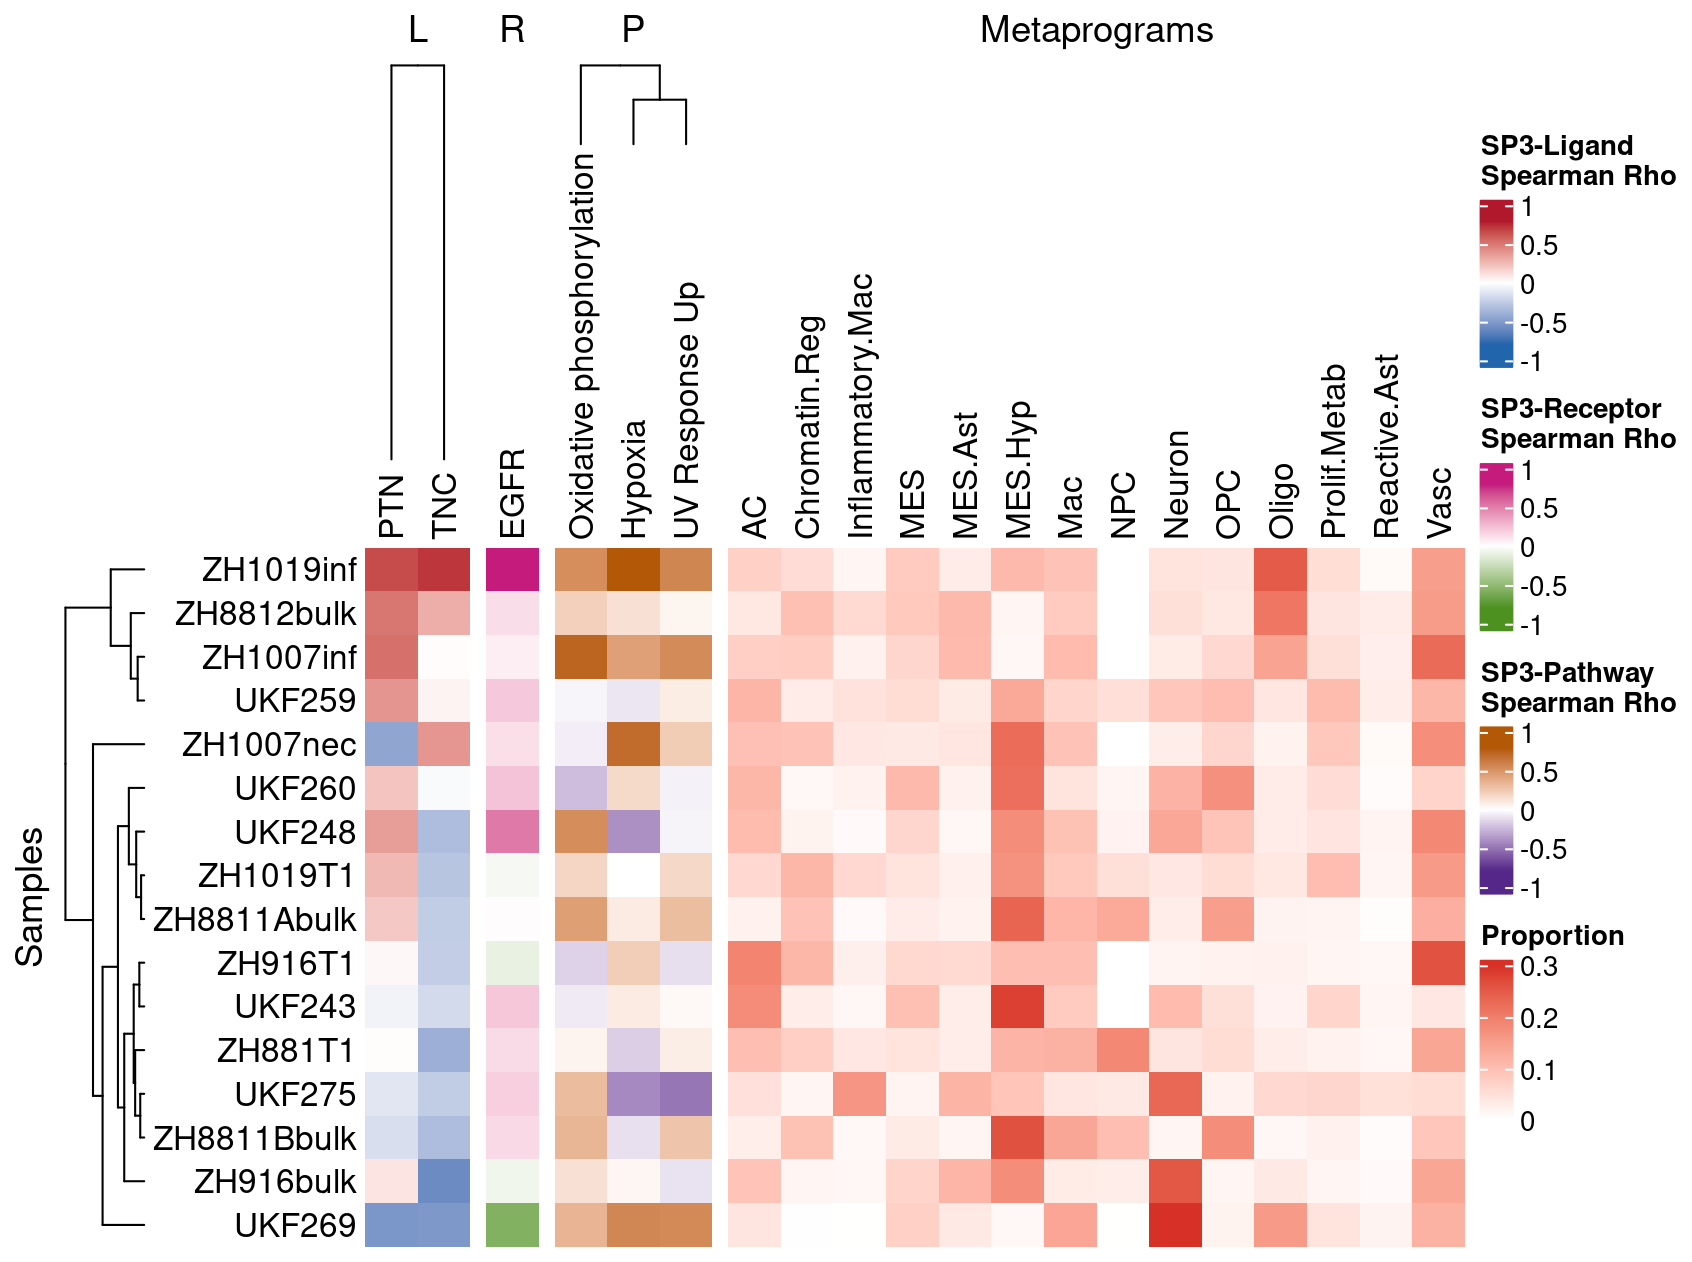 L R P Metaprograms
PTN
TNC
EGFR
Oxidative phosphorylation
Hypoxia
UV Response Up
AC
Chromatin.Reg
Inflammatory.Mac
MES
MES.Ast
MES.Hyp
Mac
NPC
Neuron
OPC
Oligo
Prolif.Metab
Reactive.Ast
Vasc
Samples
ZH1019inf
ZH8812bulk
ZH1007inf
UKF259
ZH1007nec
UKF260
UKF248
ZH1019T1
ZH8811Abulk
ZH916T1
UKF243
ZH881T1
UKF275
ZH8811Bbulk
ZH916bulk
UKF269
SP3-Ligand
Spearman Rho
1
0.5
0
-0.5
-1
SP3-Receptor
Spearman Rho
1
0.5
0
-0.5
-1
SP3-Pathway
Spearman Rho
1
0.5
0
-0.5
-1
Proportion
0.3
0.2
0.1
0